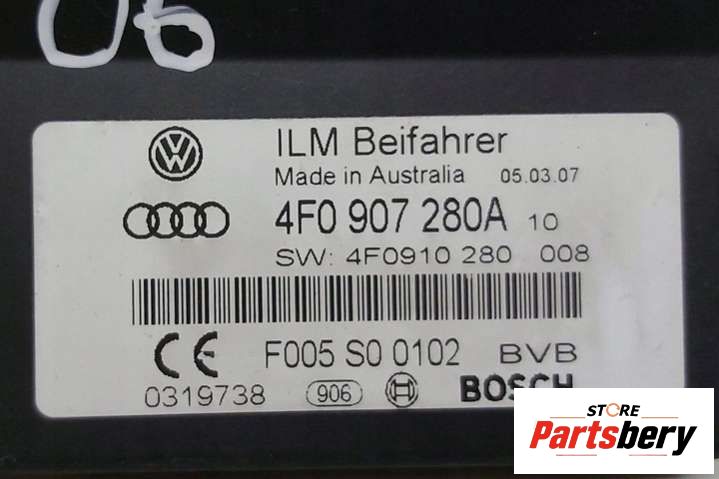 06
ILM Beifahrer
Made in Australia 05.03.07
4F0 907 280A 10
SW: 4F0910 280 008
CE F005 S0 0102 BVB
0319738 906 BOSCH
STORE
Partsbery